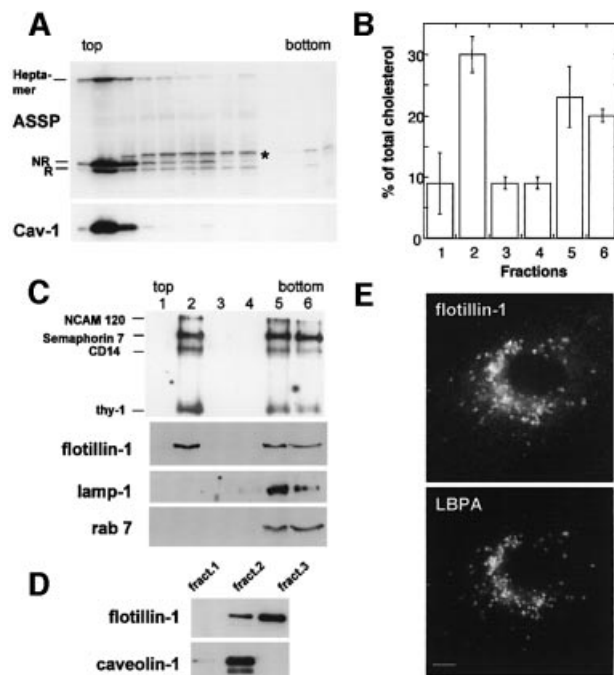 A
top
bottom
Hepta-
mer
ASSP
NR
R
*
Cav-1
B
% of total cholesterol
30
20
10
0
1 2 3 4 5 6
Fractions
C
top
bottom
1 2 3 4 5 6
NCAM 120
Semaphorin 7
CD14
thy-1
flotillin-1
lamp-1
rab 7
D
fract.1 fract.2 fract.3
flotillin-1
caveolin-1
E
flotillin-1
LBPA